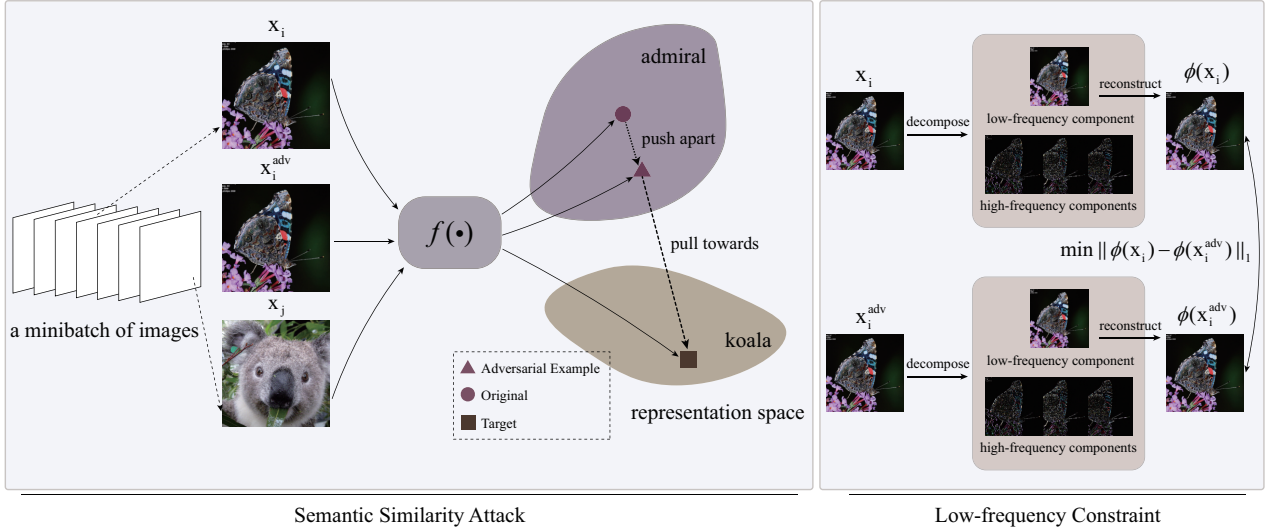 x_i
x_i^adv
x_j
a minibatch of images
f(•)
admiral
push apart
pull towards
koala
representation space
Adversarial Example
Original
Target
Semantic Similarity Attack
x_i
decompose
low-frequency component
high-frequency components
reconstruct
ϕ(x_i)
min || ϕ(x_i) − ϕ(x_i^adv) ||_1
x_i^adv
decompose
low-frequency component
high-frequency components
reconstruct
ϕ(x_i^adv)
Low-frequency Constraint